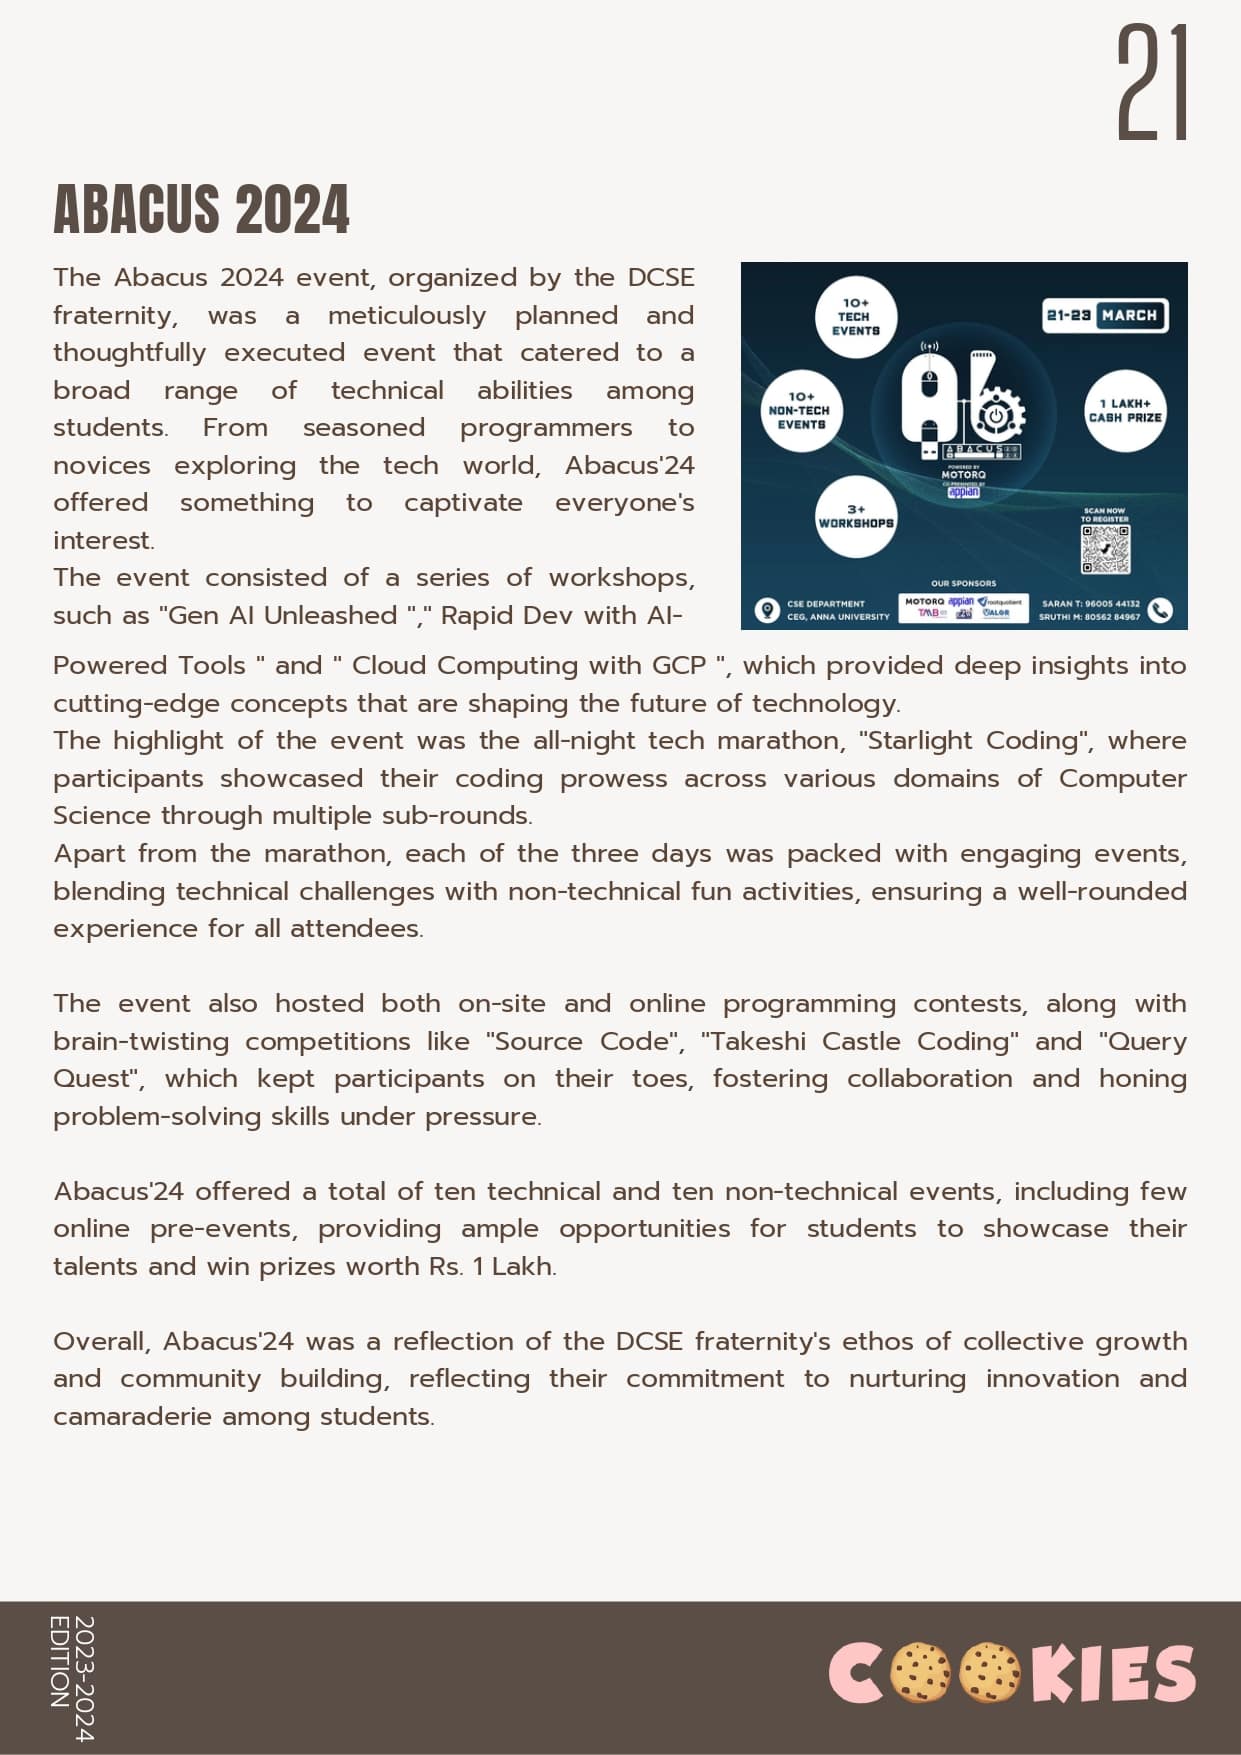 21
ABACUS 2024
The Abacus 2024 event, organized by the DCSE
fraternity, was a meticulously planned and
thoughtfully executed event that catered to a
broad range of technical abilities among
students. From seasoned programmers to
novices exploring the tech world, Abacus'24
offered something to captivate everyone's
interest.
The event consisted of a series of workshops,
such as "Gen AI Unleashed "," Rapid Dev with AI-
10+
TECH
EVENTS
21-23 MARCH
10+
NON-TECH
EVENTS
1 LAKH+
CASH PRIZE
Ab
ABACUS
POWERED BY
MOTORQ
CO-PRESENTED BY
appian
3+
WORKSHOPS
SCAN NOW
TO REGISTER
OUR SPONSORS
CSE DEPARTMENT
CEG, ANNA UNIVERSITY
MOTORQ appian rootquotient
TMB VALGR
SARAN T: 96005 44132
SRUTHI M: 80562 84967
Powered Tools " and " Cloud Computing with GCP ", which provided deep insights into
cutting-edge concepts that are shaping the future of technology.
The highlight of the event was the all-night tech marathon, "Starlight Coding", where
participants showcased their coding prowess across various domains of Computer
Science through multiple sub-rounds.
Apart from the marathon, each of the three days was packed with engaging events,
blending technical challenges with non-technical fun activities, ensuring a well-rounded
experience for all attendees.
The event also hosted both on-site and online programming contests, along with
brain-twisting competitions like "Source Code", "Takeshi Castle Coding" and "Query
Quest", which kept participants on their toes, fostering collaboration and honing
problem-solving skills under pressure.
Abacus'24 offered a total of ten technical and ten non-technical events, including few
online pre-events, providing ample opportunities for students to showcase their
talents and win prizes worth Rs. 1 Lakh.
Overall, Abacus'24 was a reflection of the DCSE fraternity's ethos of collective growth
and community building, reflecting their commitment to nurturing innovation and
camaraderie among students.
2023-2024
EDITION
COOKIES